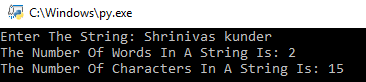 C:\Windows\py.exe
Enter The String: Shrinivas kunder
The Number Of Words In A String Is: 2
The Number Of Characters In A String Is: 15